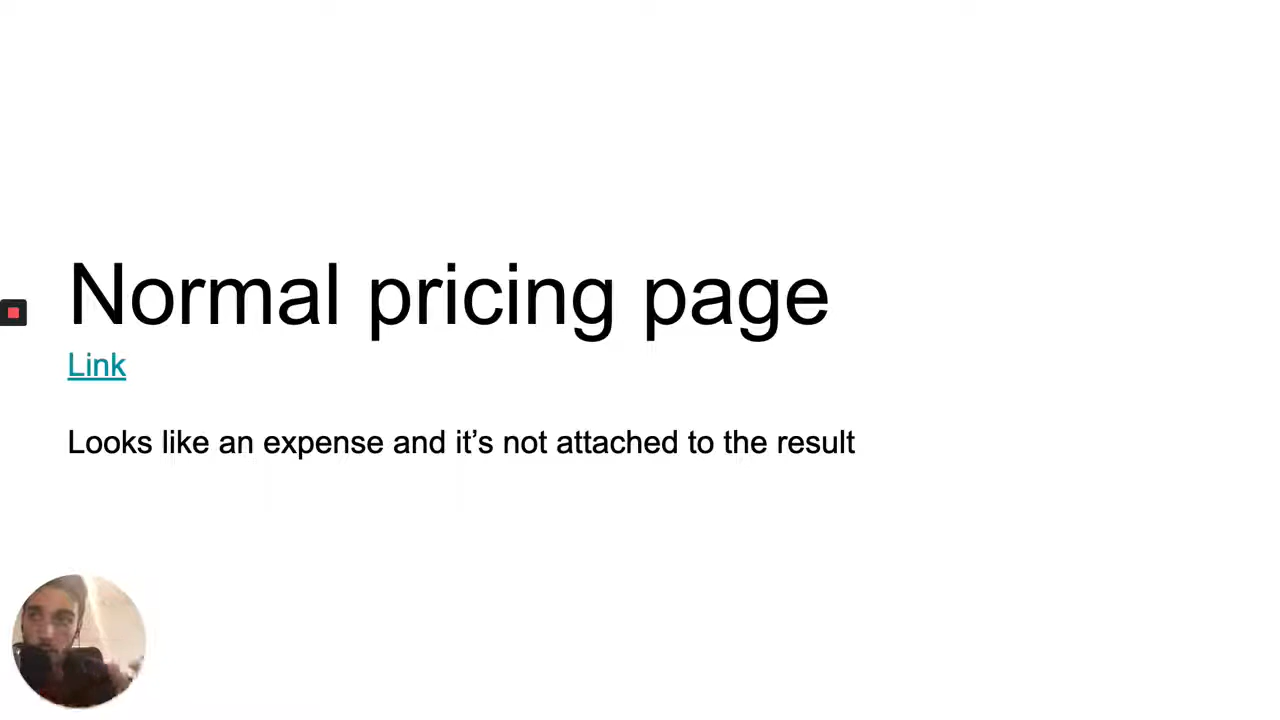 Normal pricing page
Link
Looks like an expense and it’s not attached to the result